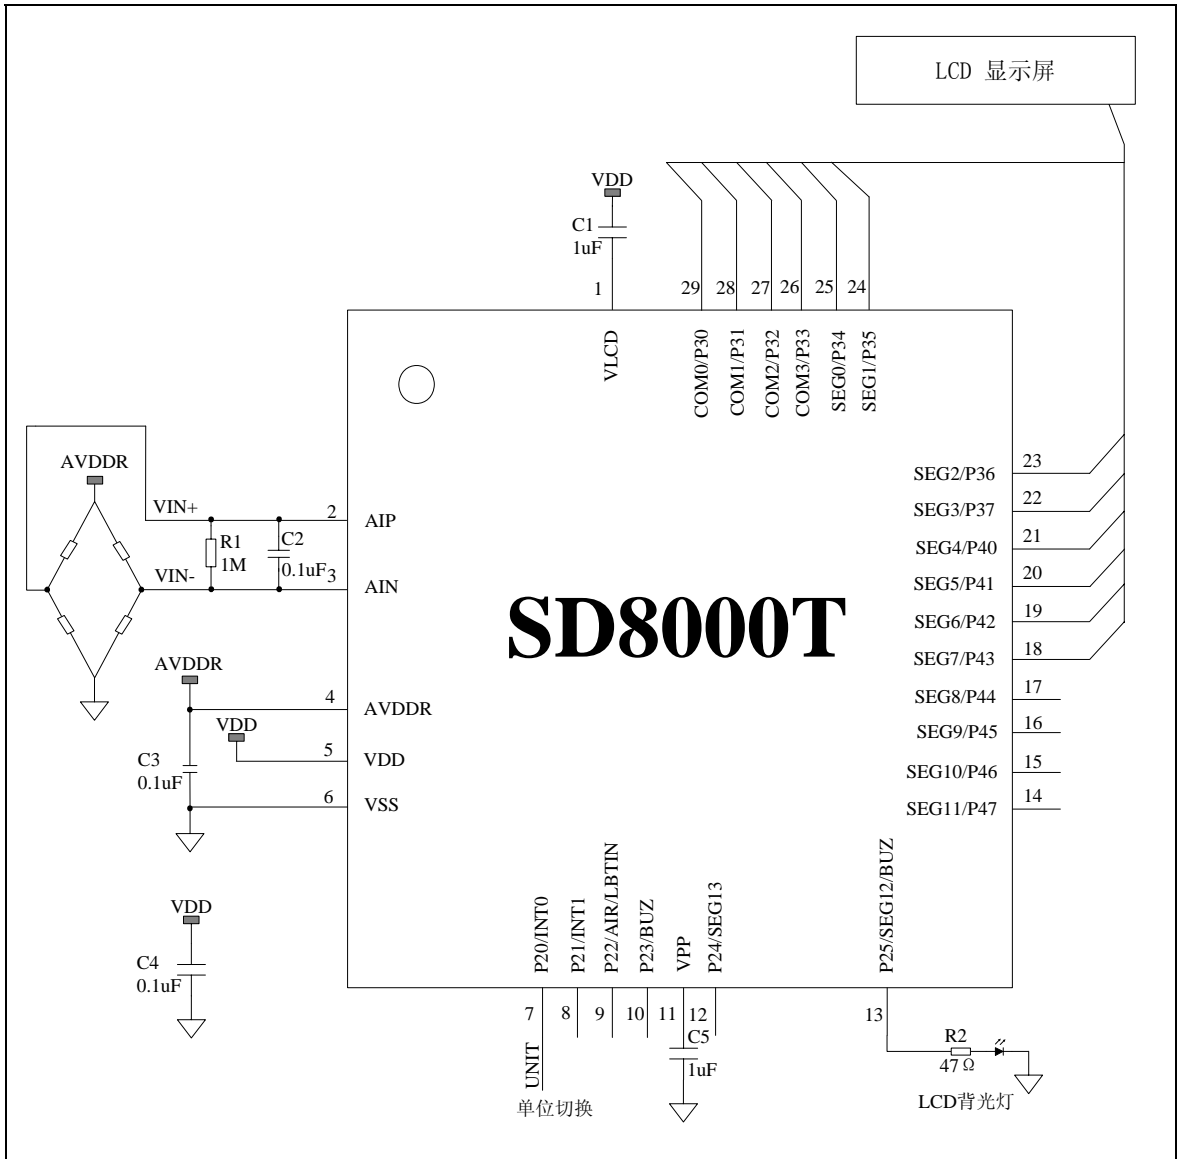 LCD 显示屏
VDD
C1
1uF
1
29
28
27
26
25
24
VLCD
COM0/P30
COM1/P31
COM2/P32
COM3/P33
SEG0/P34
SEG1/P35
AVDDR
VIN+
2
AIP
R1
1M
C2
0.1uF
VIN-
3
AIN
SD8000T
SEG2/P36
23
SEG3/P37
22
SEG4/P40
21
SEG5/P41
20
SEG6/P42
19
SEG7/P43
18
SEG8/P44
17
SEG9/P45
16
SEG10/P46
15
SEG11/P47
14
AVDDR
4
AVDDR
VDD
5
VDD
C3
0.1uF
6
VSS
VDD
C4
0.1uF
P20/INT0
P21/INT1
P22/AIR/LBTIN
P23/BUZ
VPP
P24/SEG13
P25/SEG12/BUZ
7
8
9
10
11
12
13
UNIT
单位切换
C5
1uF
R2
47Ω
LCD背光灯